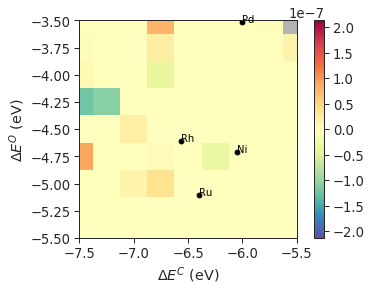 1e−7
Pd
Rh
Ni
Ru
−3.50
−3.75
−4.00
−4.25
−4.50
−4.75
−5.00
−5.25
−5.50
−7.5 −7.0 −6.5 −6.0 −5.5
ΔE^C (eV)
ΔE^O (eV)
2.0
1.5
1.0
0.5
0.0
−0.5
−1.0
−1.5
−2.0